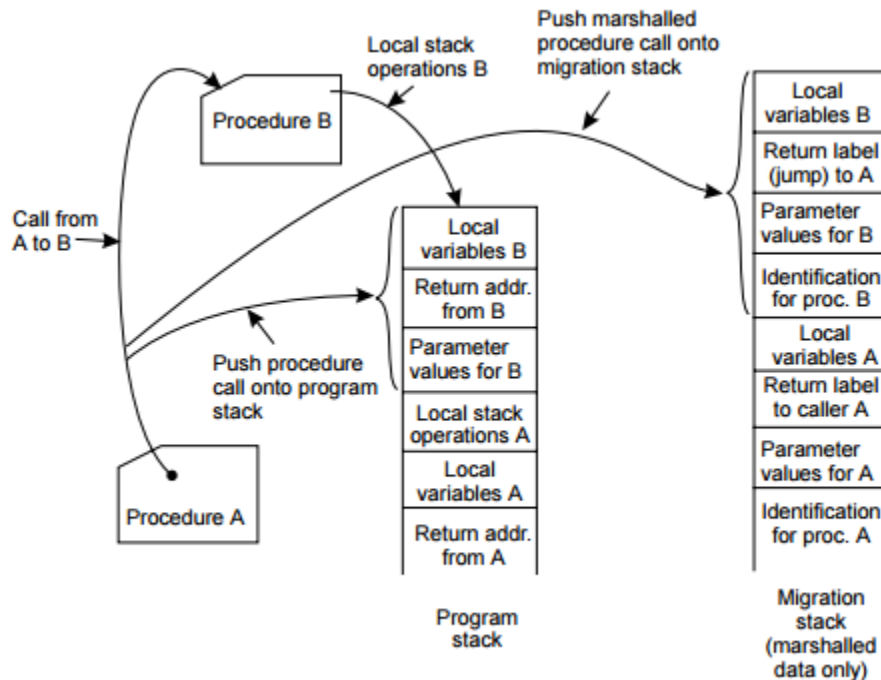 Push marshalled
procedure call onto
migration stack
Local stack
operations B
Procedure B
Call from
A to B
Push procedure
call onto program
stack
Procedure A
Local
variables B
Return addr.
from B
Parameter
values for B
Local stack
operations A
Local
variables A
Return addr.
from A
Program
stack
Local
variables B
Return label
(jump) to A
Parameter
values for B
Identification
for proc. B
Local
variables A
Return label
to caller A
Parameter
values for A
Identification
for proc. A
Migration
stack
(marshalled
data only)